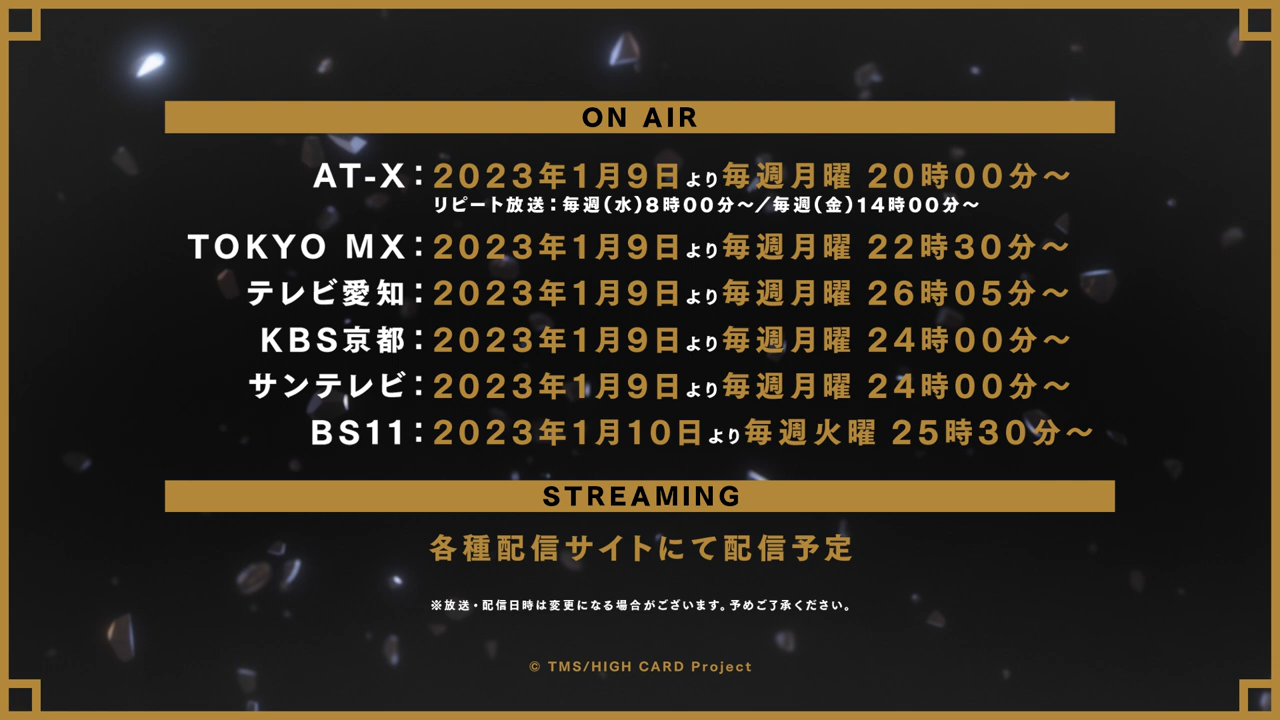 ON AIR
AT-X：2023年1月9日より毎週月曜 20時00分〜
リピート放送：毎週(水)8時00分〜／毎週(金)14時00分〜
TOKYO MX：2023年1月9日より毎週月曜 22時30分〜
テレビ愛知：2023年1月9日より毎週月曜 26時05分〜
KBS京都：2023年1月9日より毎週月曜 24時00分〜
サンテレビ：2023年1月9日より毎週月曜 24時00分〜
BS11：2023年1月10日より毎週火曜 25時30分〜
STREAMING
各種配信サイトにて配信予定
※放送・配信日時は変更になる場合がございます。予めご了承ください。
© TMS/HIGH CARD Project